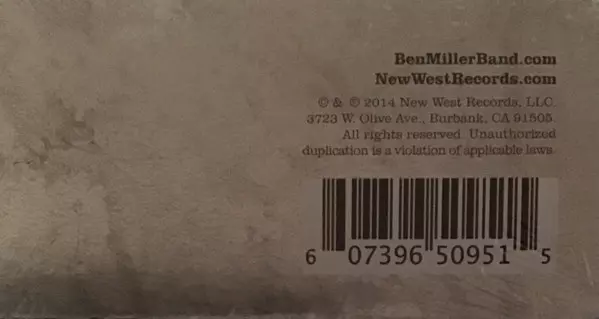 BenMillerBand.com
NewWestRecords.com
℗ & © 2014 New West Records, LLC.
3723 W. Olive Ave., Burbank, CA 91505.
All rights reserved. Unauthorized
duplication is a violation of applicable laws.
6 07396 50951 5